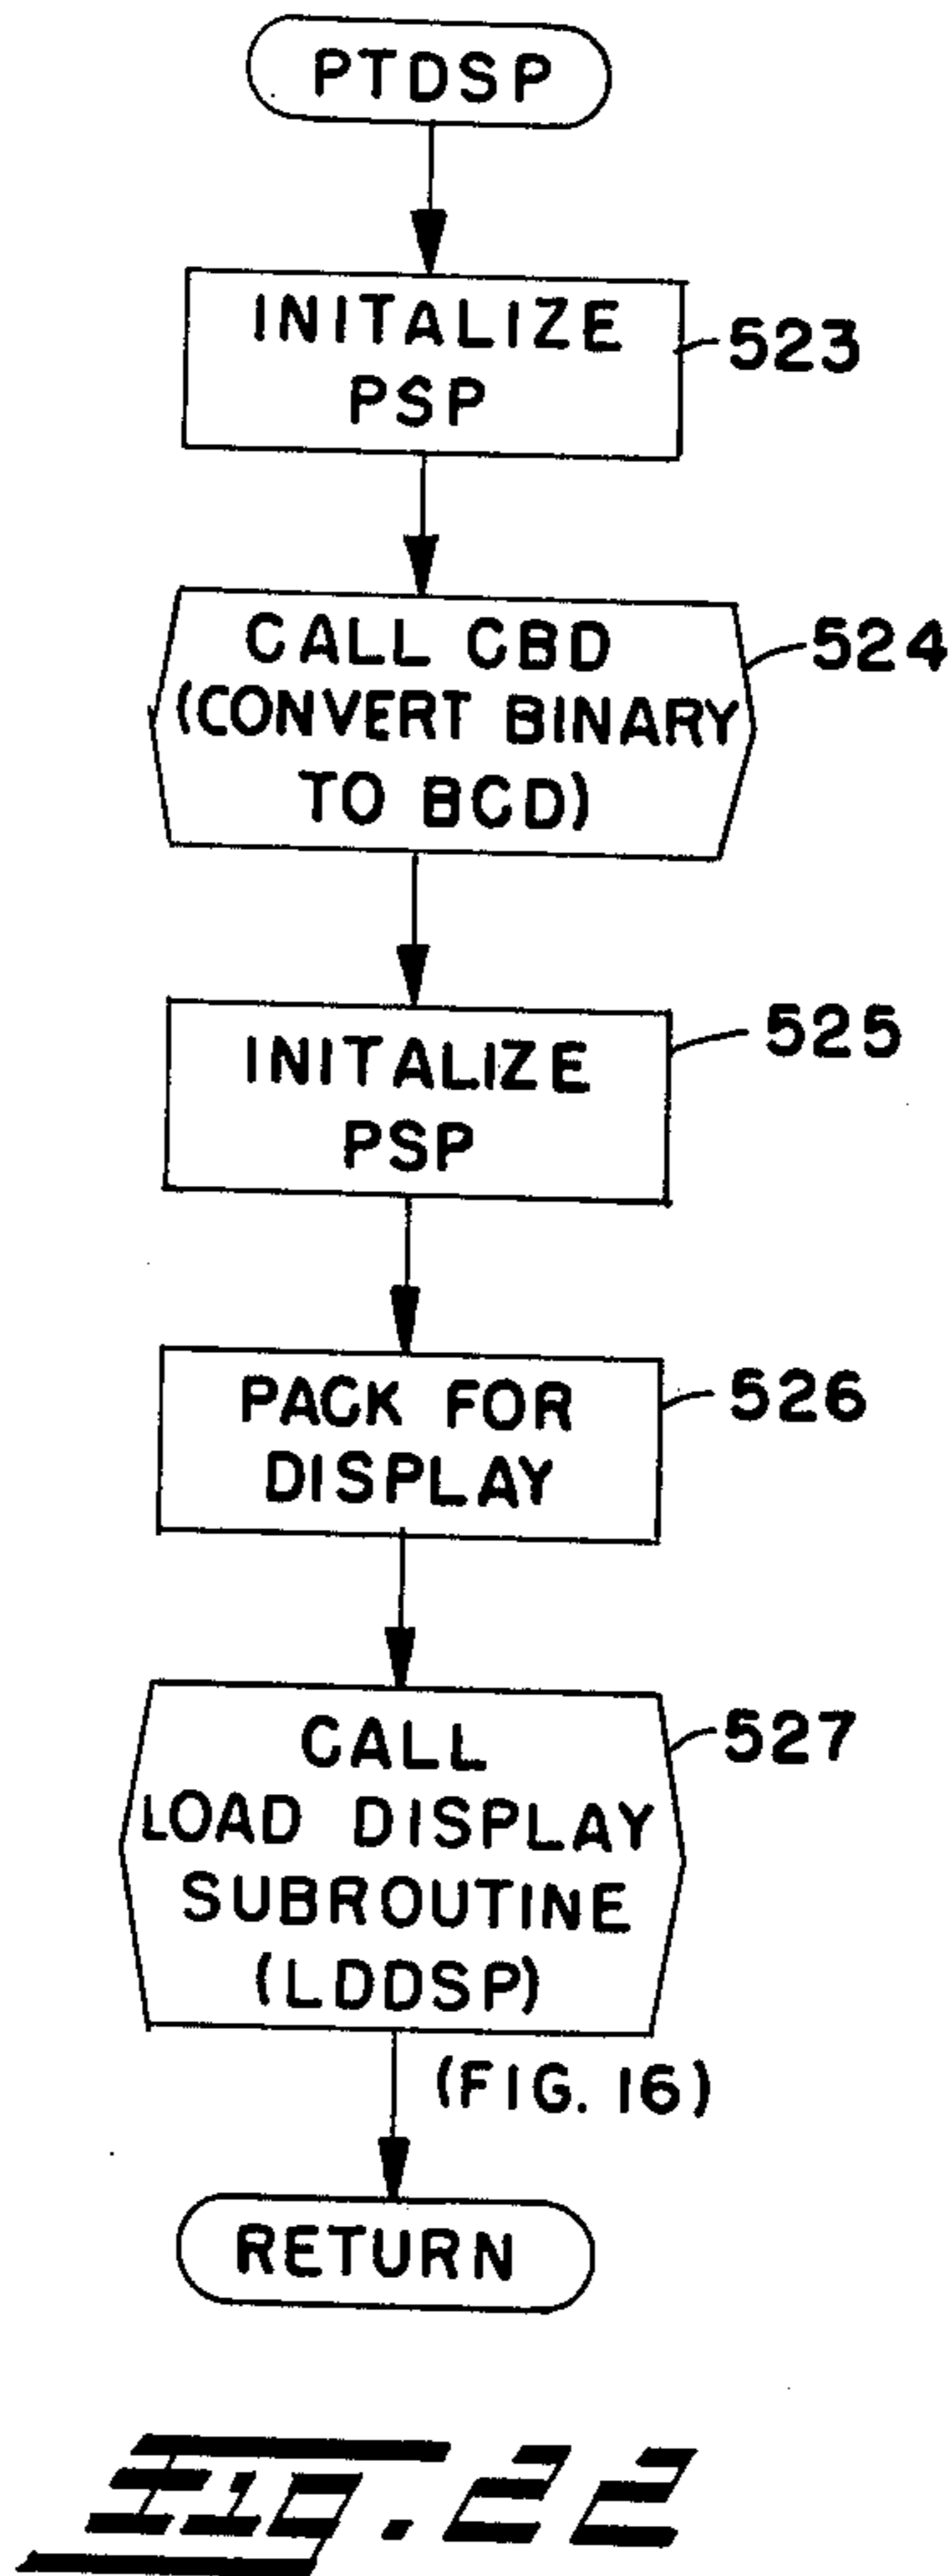 PTDSP
INITALIZE
PSP
523
CALL CBD
(CONVERT BINARY
TO BCD)
524
INITALIZE
PSP
525
PACK FOR
DISPLAY
526
CALL
LOAD DISPLAY
SUBROUTINE
(LDDSP)
527
(FIG. 16)
RETURN
FIG. 22